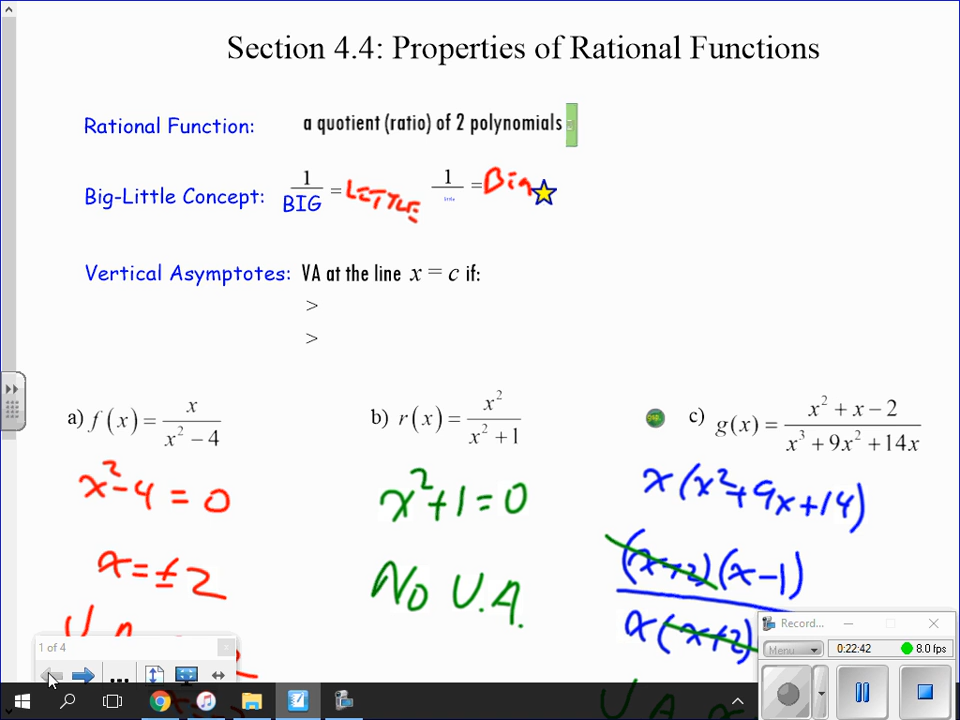 Section 4.4: Properties of Rational Functions
Rational Function: a quotient (ratio) of 2 polynomials
Big-Little Concept: 1/BIG = LITTLE 1/little = Big
Vertical Asymptotes: VA at the line x = c if:
>
>
a) f(x) = x/(x² − 4) b) r(x) = x²/(x² + 1) c) g(x) = (x² + x − 2)/(x³ + 9x² + 14x)
x² − 4 = 0 x² + 1 = 0 x(x² + 9x + 14)
x = ± 2 No V.A. (x+2)(x−1)
x(x+2)
V.A.
V.A. x
1 of 4
Record...
Menu 0:22:42 8.0 fps